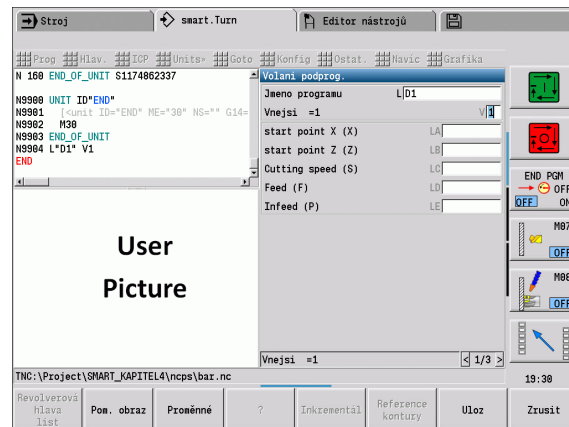 Stroj
smart.Turn
Editor nástrojů
Prog Hlav. ICP Units» Goto Konfig Ostat. Navic Grafika
N 160 END_OF_UNIT S1174862337
N9900 UNIT ID"END"
N9901 [<unit ID="END" ME="30" NS="" G14=
N9902 M30
N9903 END_OF_UNIT
N9904 L"D1" V1
END
Volani podprog.
Jmeno programu L D1
Vnejsi =1 V 1
start point X (X) LA
start point Z (Z) LB
Cutting speed (S) LC
Feed (F) LD
Infeed (P) LE
User
Picture
Vnejsi =1 < 1/3 >
TNC:\Project\SMART_KAPITEL4\ncps\bar.nc
END PGM
OFF
OFF ON
M07
OFF
M08
OFF
19:30
Revolverová hlava list
Pom. obraz
Proměnné
?
Inkrementál
Reference kontury
Uloz
Zrusit